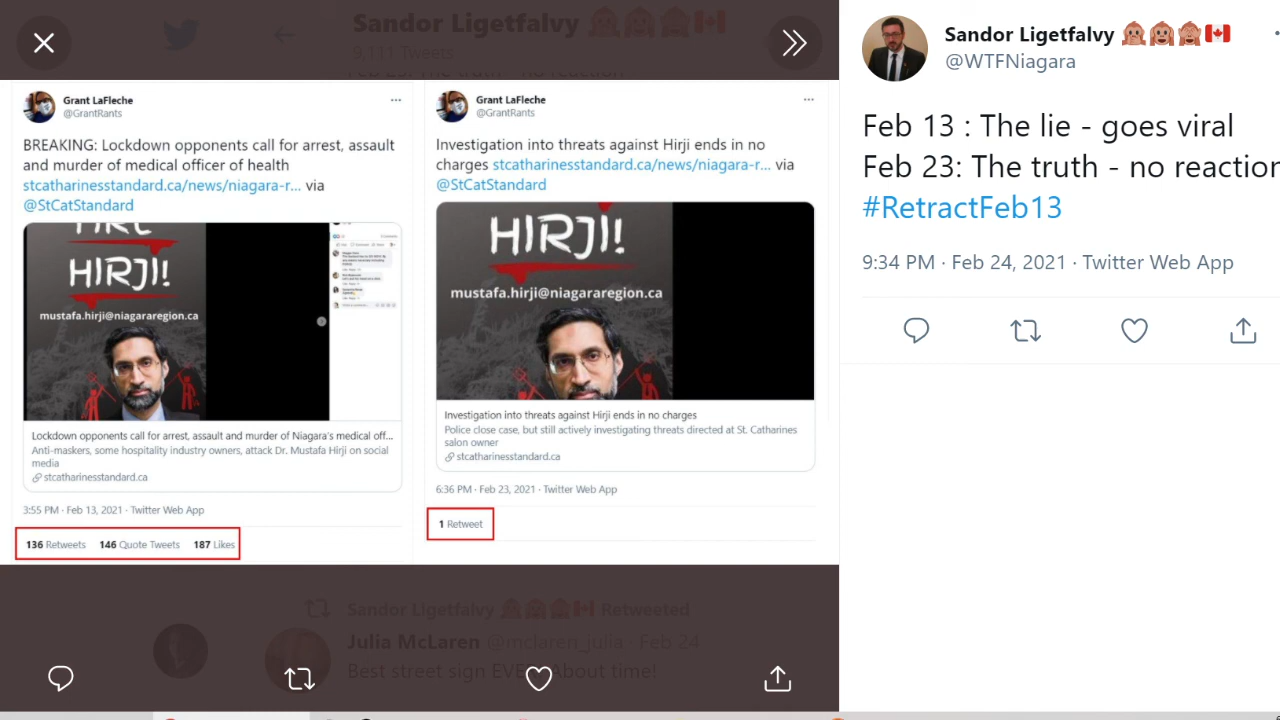 Sandor Ligetfalvy
9,111 Tweets
Grant LaFleche
@GrantRants
BREAKING: Lockdown opponents call for arrest, assault
and murder of medical officer of health
stcatharinesstandard.ca/news/niagara-r... via
@StCatStandard
HIRJI!
mustafa.hirji@niagararegion.ca
Lockdown opponents call for arrest, assault and murder of Niagara's medical off...
Anti-maskers, some hospitality industry owners, attack Dr. Mustafa Hirji on social
media
stcatharinesstandard.ca
3:55 PM · Feb 13, 2021 · Twitter Web App
136 Retweets 146 Quote Tweets 187 Likes
Grant LaFleche
@GrantRants
Investigation into threats against Hirji ends in no
charges stcatharinesstandard.ca/news/niagara-r... via
@StCatStandard
HIRJI!
mustafa.hirji@niagararegion.ca
Investigation into threats against Hirji ends in no charges
Police close case, but still actively investigating threats directed at St. Catharines
salon owner
stcatharinesstandard.ca
6:36 PM · Feb 23, 2021 · Twitter Web App
1 Retweet
Sandor Ligetfalvy Retweeted
Julia McLaren @mclaren_julia · Feb 24
Best street sign EVER! About time!
Sandor Ligetfalvy
@WTFNiagara
Feb 13 : The lie - goes viral
Feb 23: The truth - no reaction
#RetractFeb13
9:34 PM · Feb 24, 2021 · Twitter Web App